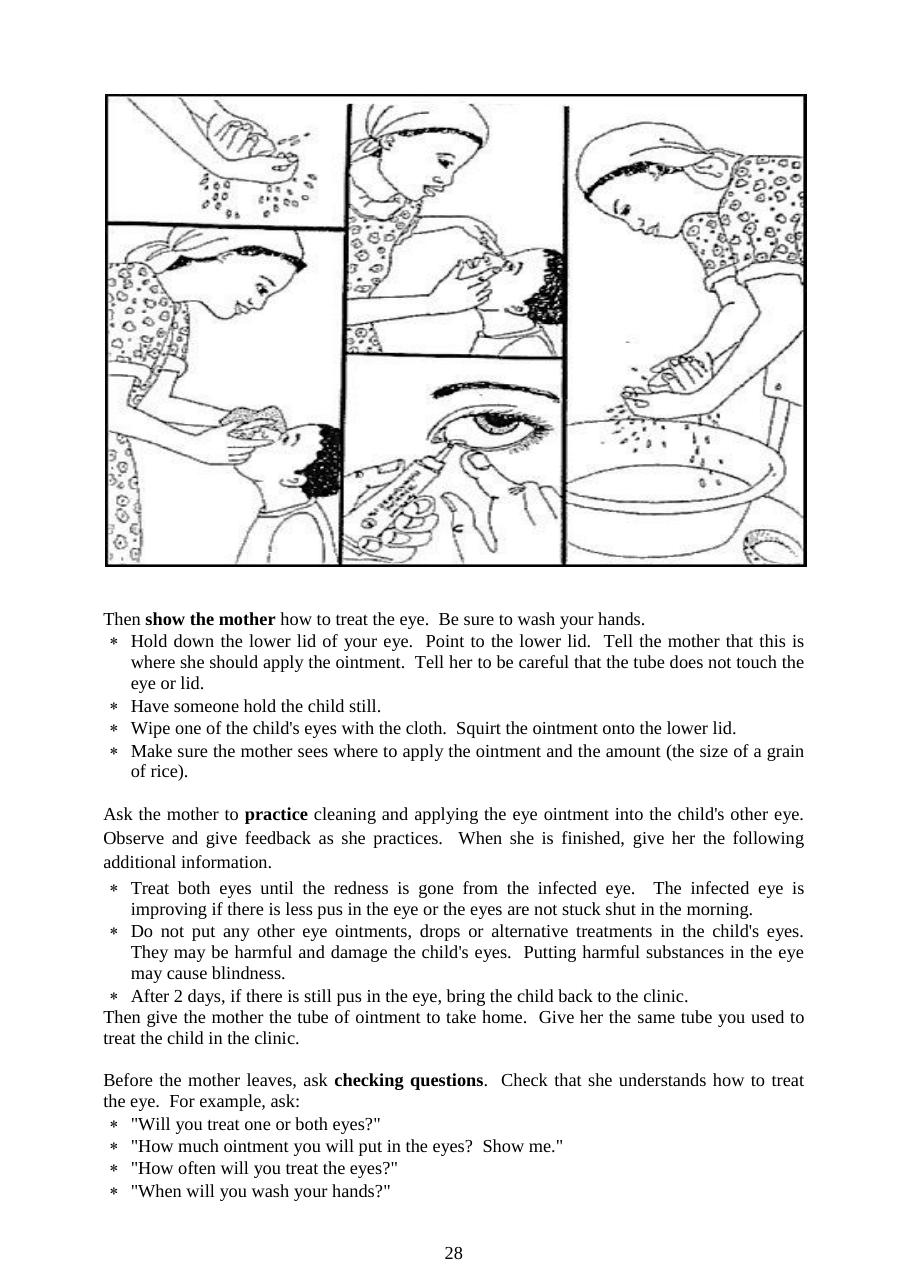 Then show the mother how to treat the eye.  Be sure to wash your hands.
* Hold down the lower lid of your eye.  Point to the lower lid.  Tell the mother that this is
where she should apply the ointment.  Tell her to be careful that the tube does not touch the
eye or lid.
* Have someone hold the child still.
* Wipe one of the child's eyes with the cloth.  Squirt the ointment onto the lower lid.
* Make sure the mother sees where to apply the ointment and the amount (the size of a grain
of rice).
Ask the mother to practice cleaning and applying the eye ointment into the child's other eye.
Observe and give feedback as she practices.  When she is finished, give her the following
additional information.
* Treat both eyes until the redness is gone from the infected eye.  The infected eye is
improving if there is less pus in the eye or the eyes are not stuck shut in the morning.
* Do not put any other eye ointments, drops or alternative treatments in the child's eyes.
They may be harmful and damage the child's eyes.  Putting harmful substances in the eye
may cause blindness.
* After 2 days, if there is still pus in the eye, bring the child back to the clinic.
Then give the mother the tube of ointment to take home.  Give her the same tube you used to
treat the child in the clinic.
Before the mother leaves, ask checking questions.  Check that she understands how to treat
the eye.  For example, ask:
* "Will you treat one or both eyes?"
* "How much ointment you will put in the eyes?  Show me."
* "How often will you treat the eyes?"
* "When will you wash your hands?"
28